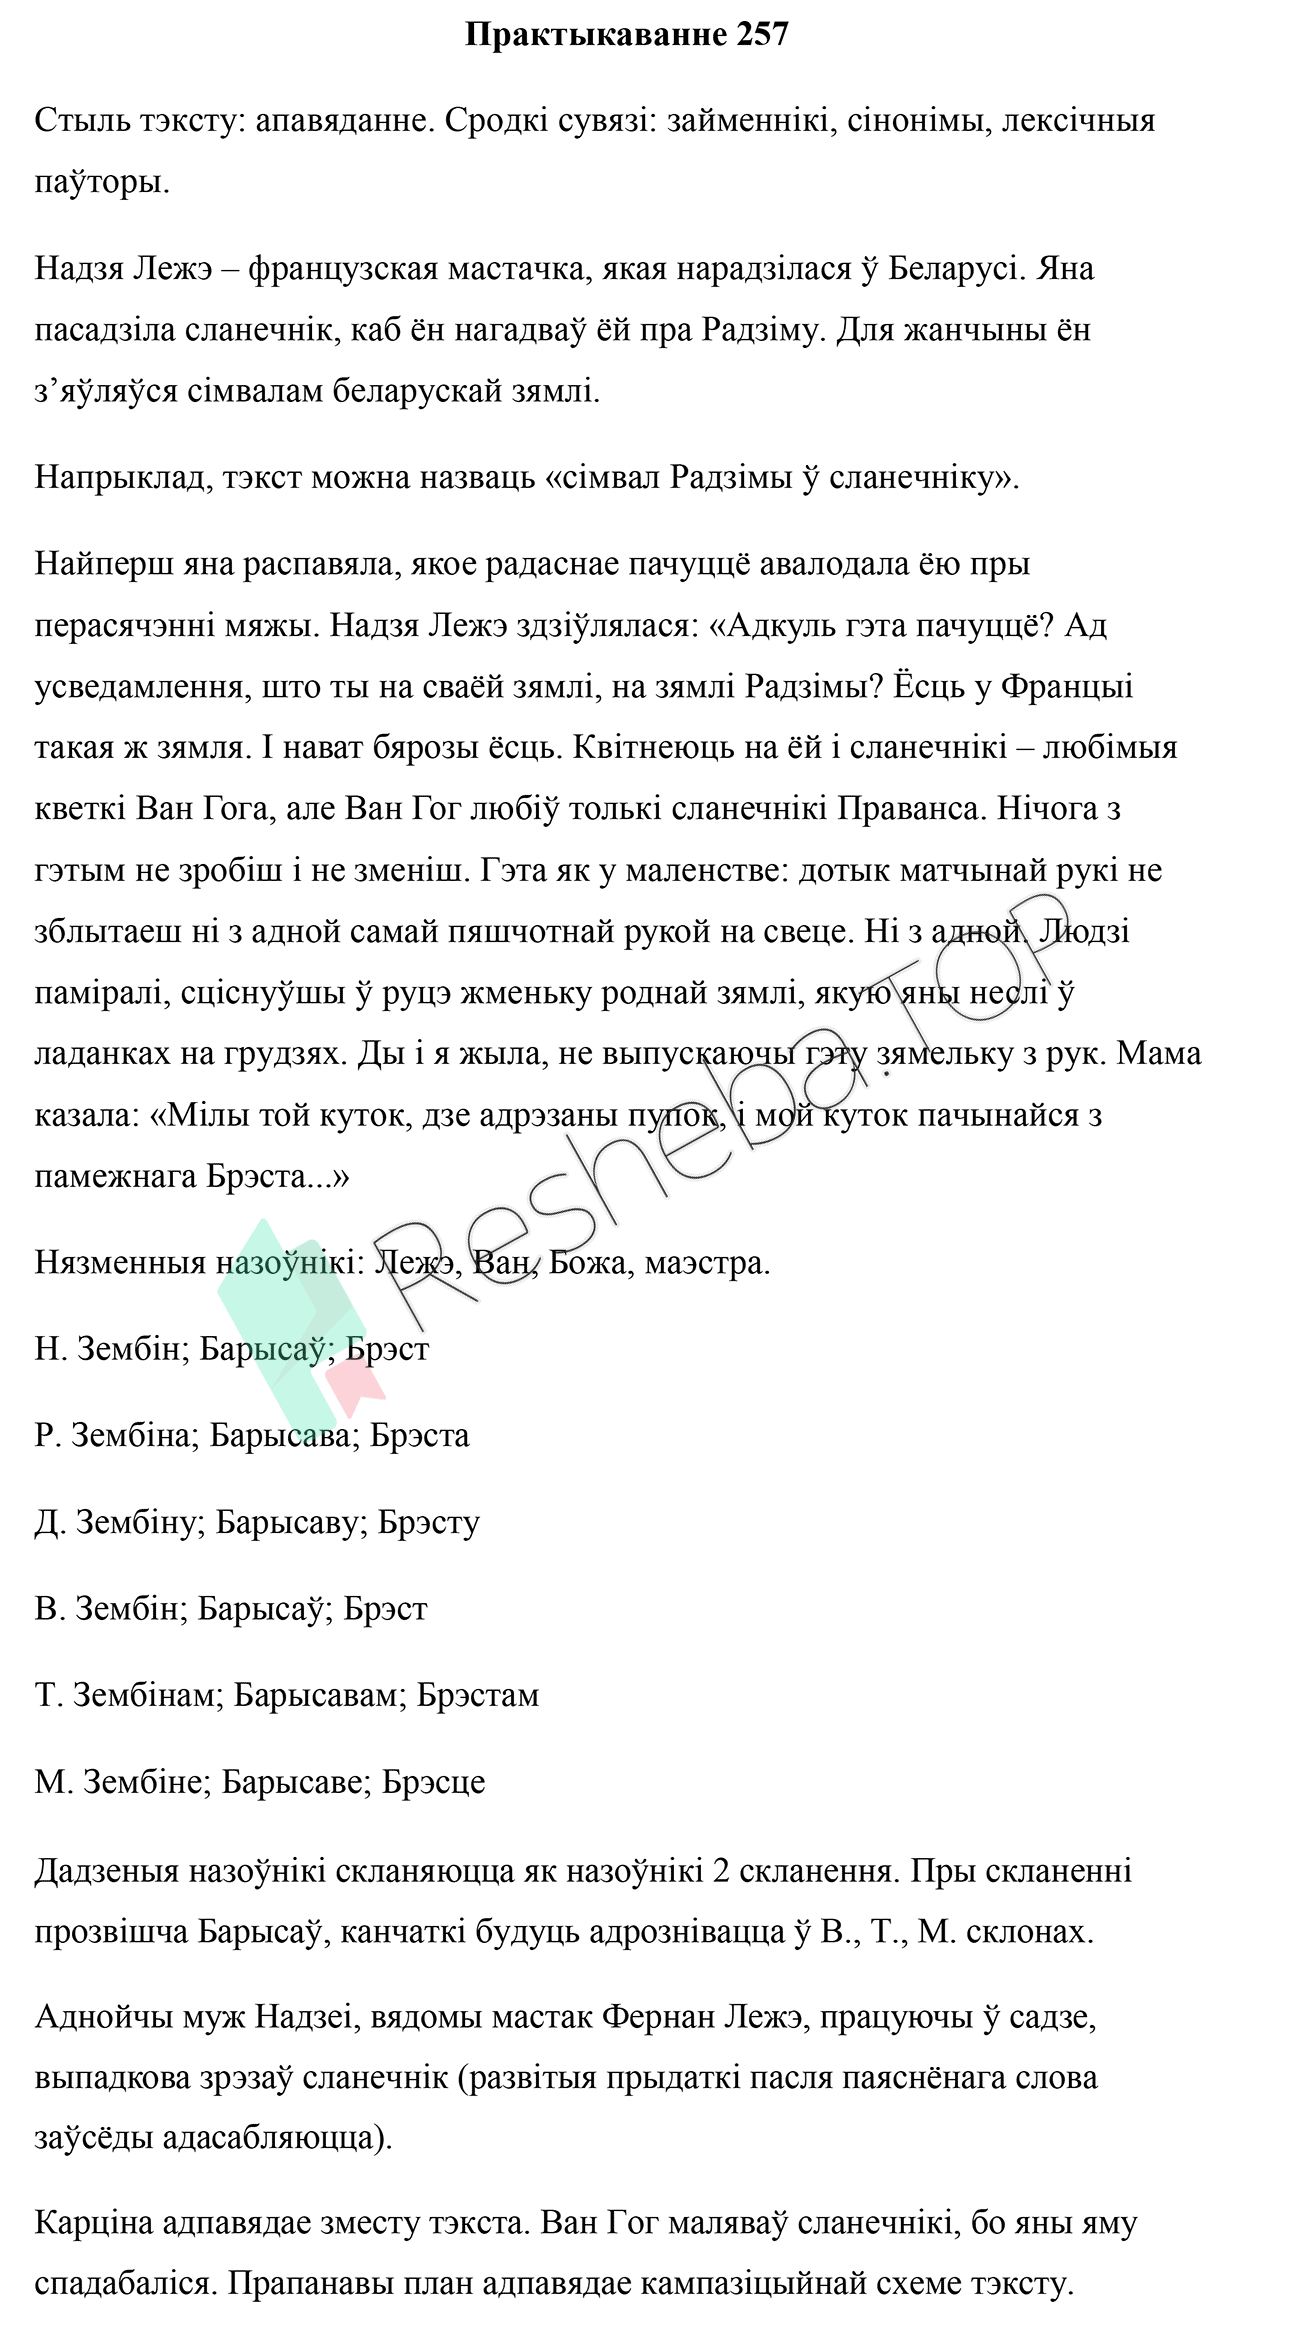 Практыкаванне 257
Стыль тэксту: апавяданне. Сродкі сувязі: займеннікі, сінонімы, лексічныя
паўторы.
Надзя Лежэ – французская мастачка, якая нарадзілася ў Беларусі. Яна
пасадзіла сланечнік, каб ён нагадваў ёй пра Радзіму. Для жанчыны ён
з’яўляўся сімвалам беларускай зямлі.
Напрыклад, тэкст можна назваць «сімвал Радзімы ў сланечніку».
Найперш яна распавяла, якое радаснае пачуццё авалодала ёю пры
перасячэнні мяжы. Надзя Лежэ здзіўлялася: «Адкуль гэта пачуццё? Ад
усведамлення, што ты на сваёй зямлі, на зямлі Радзімы? Ёсць у Францыі
такая ж зямля. І нават бярозы ёсць. Квітнеюць на ёй і сланечнікі – любімыя
кветкі Ван Гога, але Ван Гог любіў толькі сланечнікі Праванса. Нічога з
гэтым не зробіш і не зменіш. Гэта як у маленстве: дотык матчынай рукі не
зблытаеш ні з адной самай пяшчотнай рукой на свеце. Ні з адной. Людзі
паміралі, сціснуўшы ў руцэ жменьку роднай зямлі, якую яны неслі ў
ладанках на грудзях. Ды і я жыла, не выпускаючы гэту зямельку з рук. Мама
казала: «Мілы той куток, дзе адрэзаны пупок, і мой куток пачынайся з
памежнага Брэста...»
Нязменныя назоўнікі: Лежэ, Ван, Божа, маэстра.
Н. Зембін; Барысаў; Брэст
Р. Зембіна; Барысава; Брэста
Д. Зембіну; Барысаву; Брэсту
В. Зембін; Барысаў; Брэст
Т. Зембінам; Барысавам; Брэстам
М. Зембіне; Барысаве; Брэсце
Дадзеныя назоўнікі скланяюцца як назоўнікі 2 скланення. Пры скланенні
прозвішча Барысаў, канчаткі будуць адрознівацца ў В., Т., М. склонах.
Аднойчы муж Надзеі, вядомы мастак Фернан Лежэ, працуючы ў садзе,
выпадкова зрэзаў сланечнік (развітыя прыдаткі пасля паяснёнага слова
заўсёды адасабляюцца).
Карціна адпавядае зместу тэкста. Ван Гог маляваў сланечнікі, бо яны яму
спадабаліся. Прапанавы план адпавядае кампазіцыйнай схеме тэксту.
Resheba.TOP